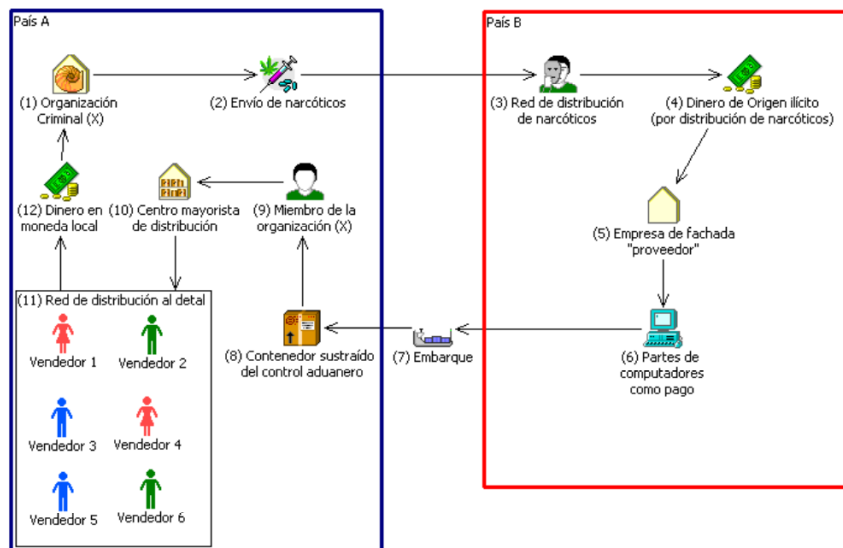 País A
País B
(1) Organización
Criminal (X)
(2) Envío de narcóticos
(3) Red de distribución
de narcóticos
(4) Dinero de Origen ilícito
(por distribución de narcóticos)
(12) Dinero en
moneda local
(10) Centro mayorista
de distribución
(9) Miembro de la
organización (X)
(5) Empresa de fachada
"proveedor"
(11) Red de distribución al detal
Vendedor 1
Vendedor 2
Vendedor 3
Vendedor 4
Vendedor 5
Vendedor 6
(8) Contenedor sustraído
del control aduanero
(7) Embarque
(6) Partes de
computadores
como pago